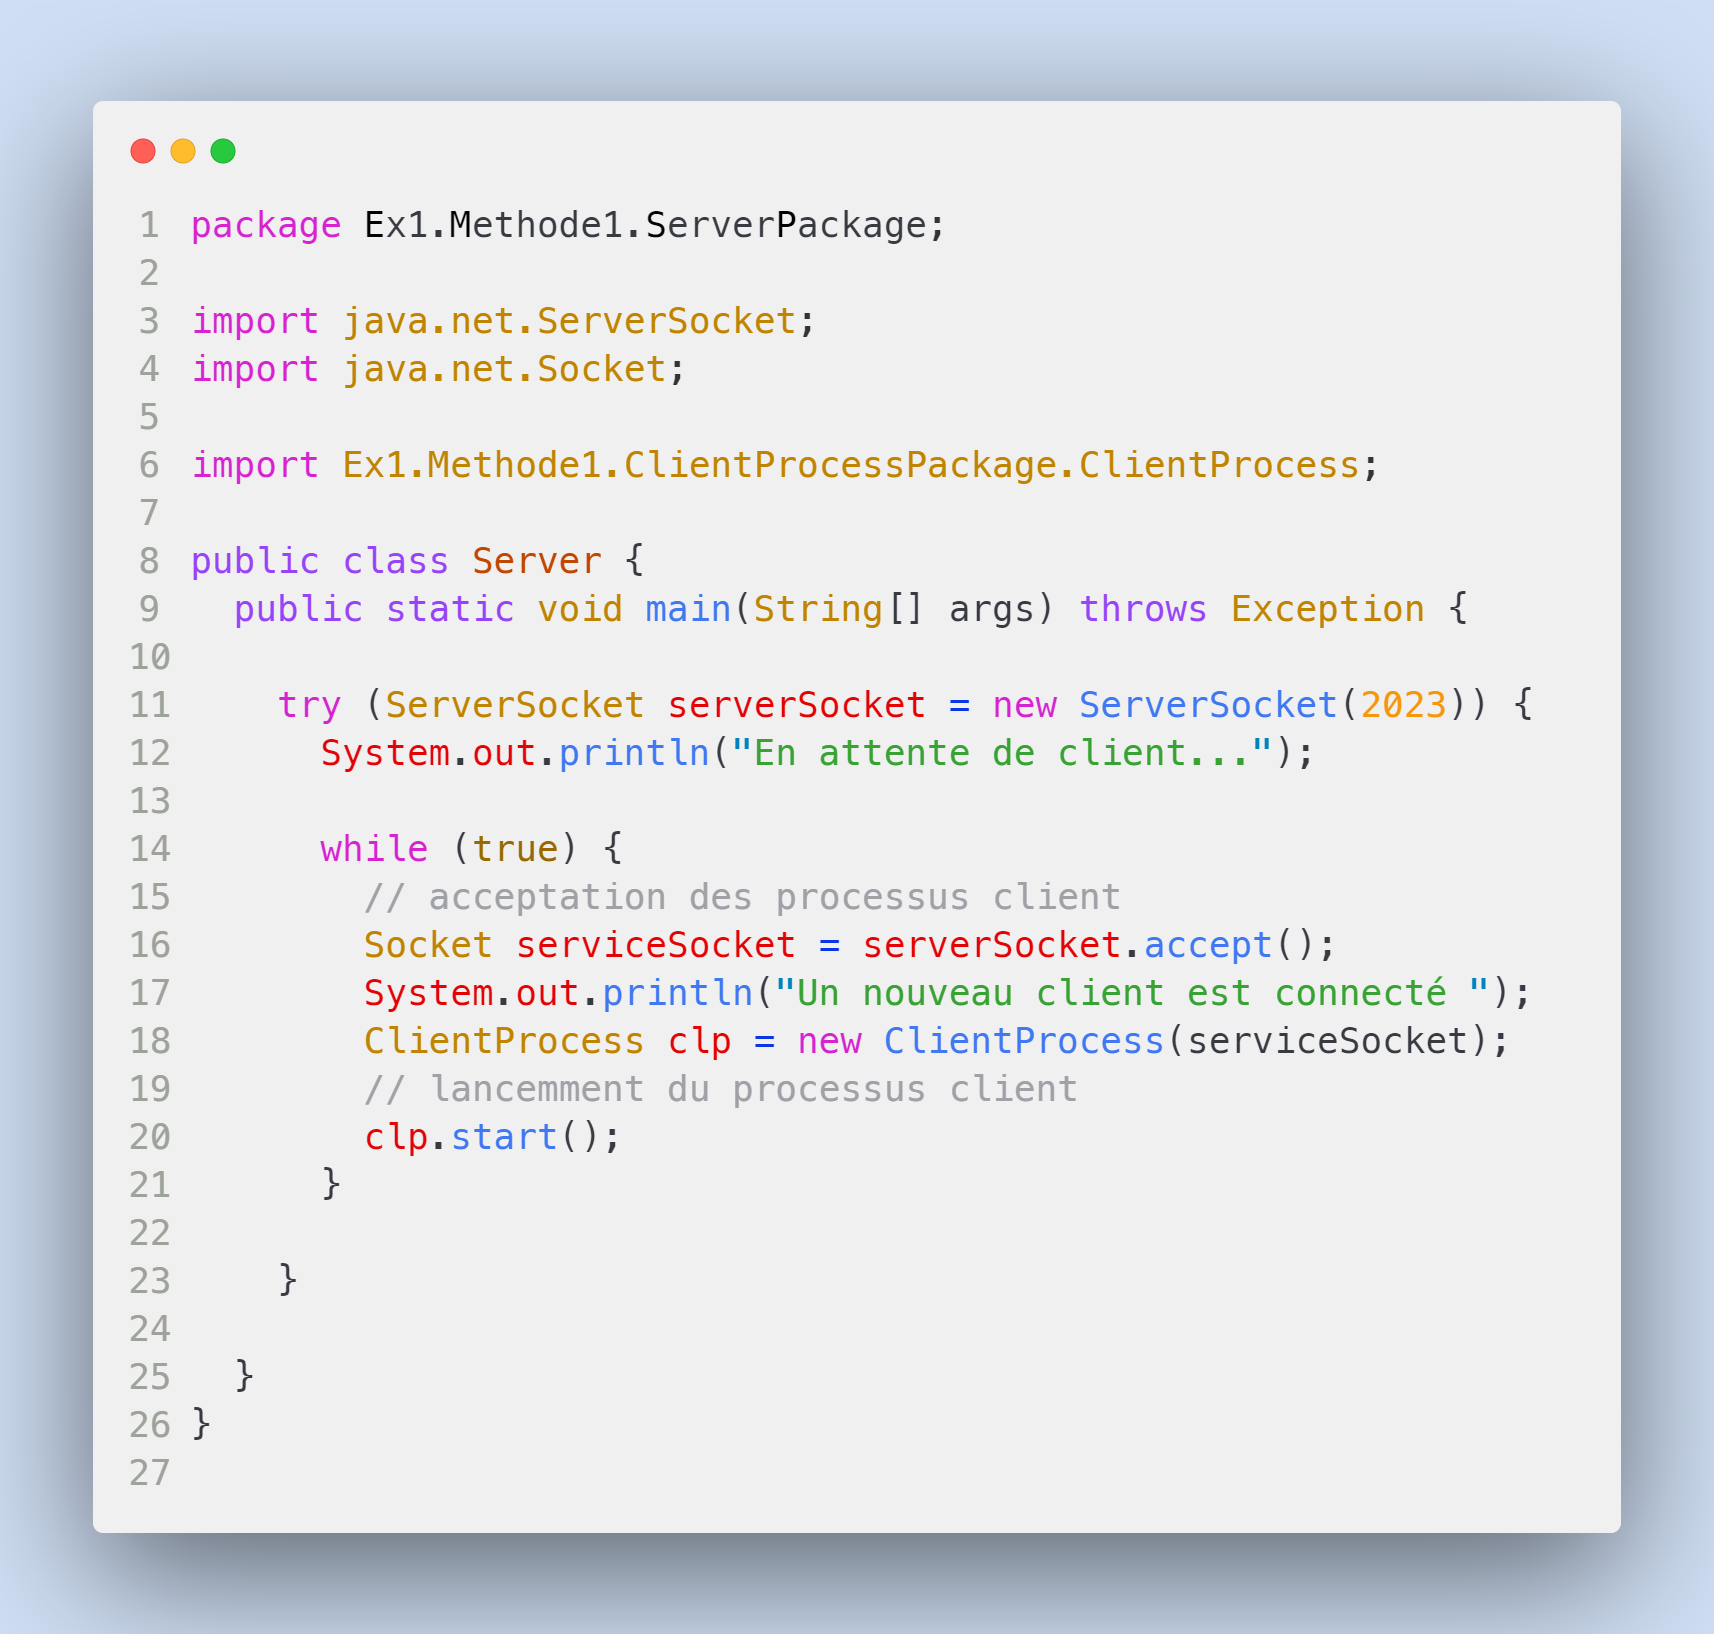 1 package Ex1.Methode1.ServerPackage;
2
3 import java.net.ServerSocket;
4 import java.net.Socket;
5
6 import Ex1.Methode1.ClientProcessPackage.ClientProcess;
7
8 public class Server {
9   public static void main(String[] args) throws Exception {
10
11     try (ServerSocket serverSocket = new ServerSocket(2023)) {
12       System.out.println("En attente de client...");
13
14       while (true) {
15         // acceptation des processus client
16         Socket serviceSocket = serverSocket.accept();
17         System.out.println("Un nouveau client est connecté ");
18         ClientProcess clp = new ClientProcess(serviceSocket);
19         // lancemment du processus client
20         clp.start();
21       }
22
23     }
24
25   }
26 }
27